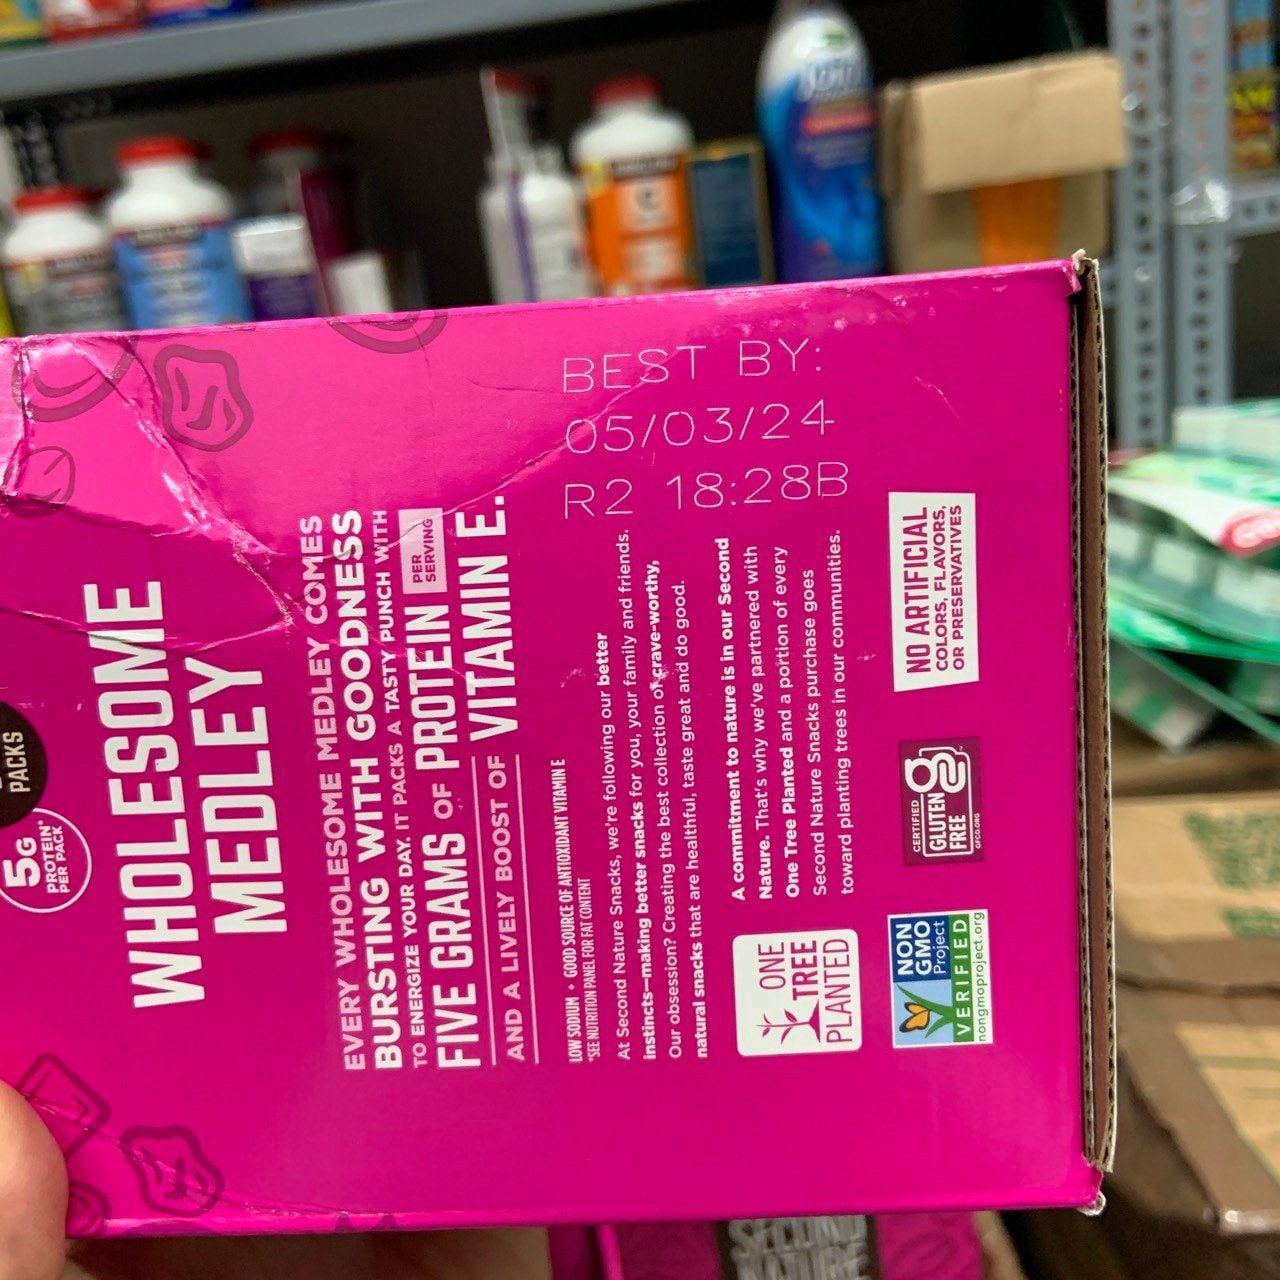 BEST BY:
05/03/24
R2 18:28B
PACKS
5G
PROTEIN*
PER PACK
WHOLESOME
MEDLEY
EVERY WHOLESOME MEDLEY COMES
BURSTING WITH GOODNESS
TO ENERGIZE YOUR DAY. IT PACKS A TASTY PUNCH WITH
FIVE GRAMS OF PROTEIN PER SERVING
AND A LIVELY BOOST OF VITAMIN E.
LOW SODIUM • GOOD SOURCE OF ANTIOXIDANT VITAMIN E
*SEE NUTRITION PANEL FOR FAT CONTENT
At Second Nature Snacks, we're following our better
instincts—making better snacks for you, your family and friends.
Our obsession? Creating the best collection of crave-worthy,
natural snacks that are healthful, taste great and do good.
ONE
TREE
PLANTED
A commitment to nature is in our Second
Nature. That's why we've partnered with
One Tree Planted and a portion of every
Second Nature Snacks purchase goes
toward planting trees in our communities.
NON
GMO
Project
VERIFIED
nongmoproject.org
CERTIFIED
GLUTEN
FREE
GFCO.ORG
NO ARTIFICIAL
COLORS, FLAVORS,
OR PRESERVATIVES
SECOND
NATURE